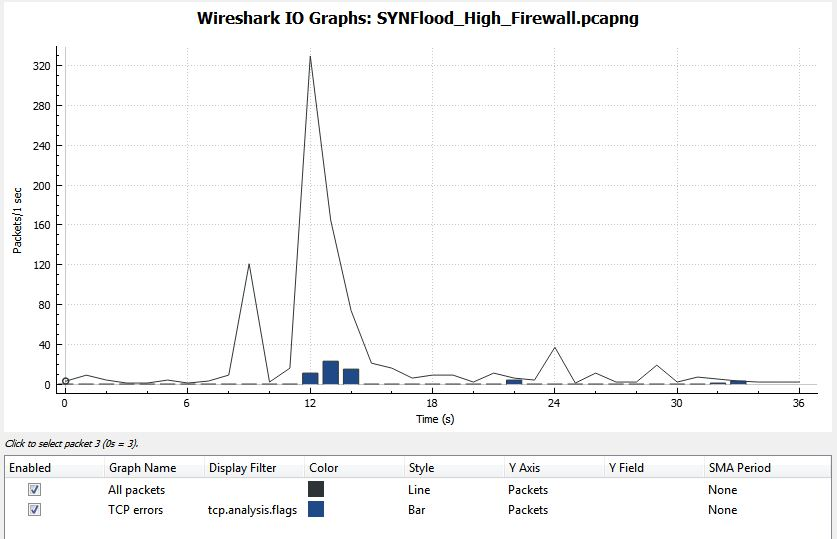 Wireshark IO Graphs: SYNFlood_High_Firewall.pcapng
320
280
240
200
160
120
80
40
0
Packets/1 sec
0 6 12 18 24 30 36
Time (s)
Click to select packet 3 (0s = 3).
Enabled Graph Name Display Filter Color Style Y Axis Y Field SMA Period
All packets Line Packets None
TCP errors tcp.analysis.flags Bar Packets None